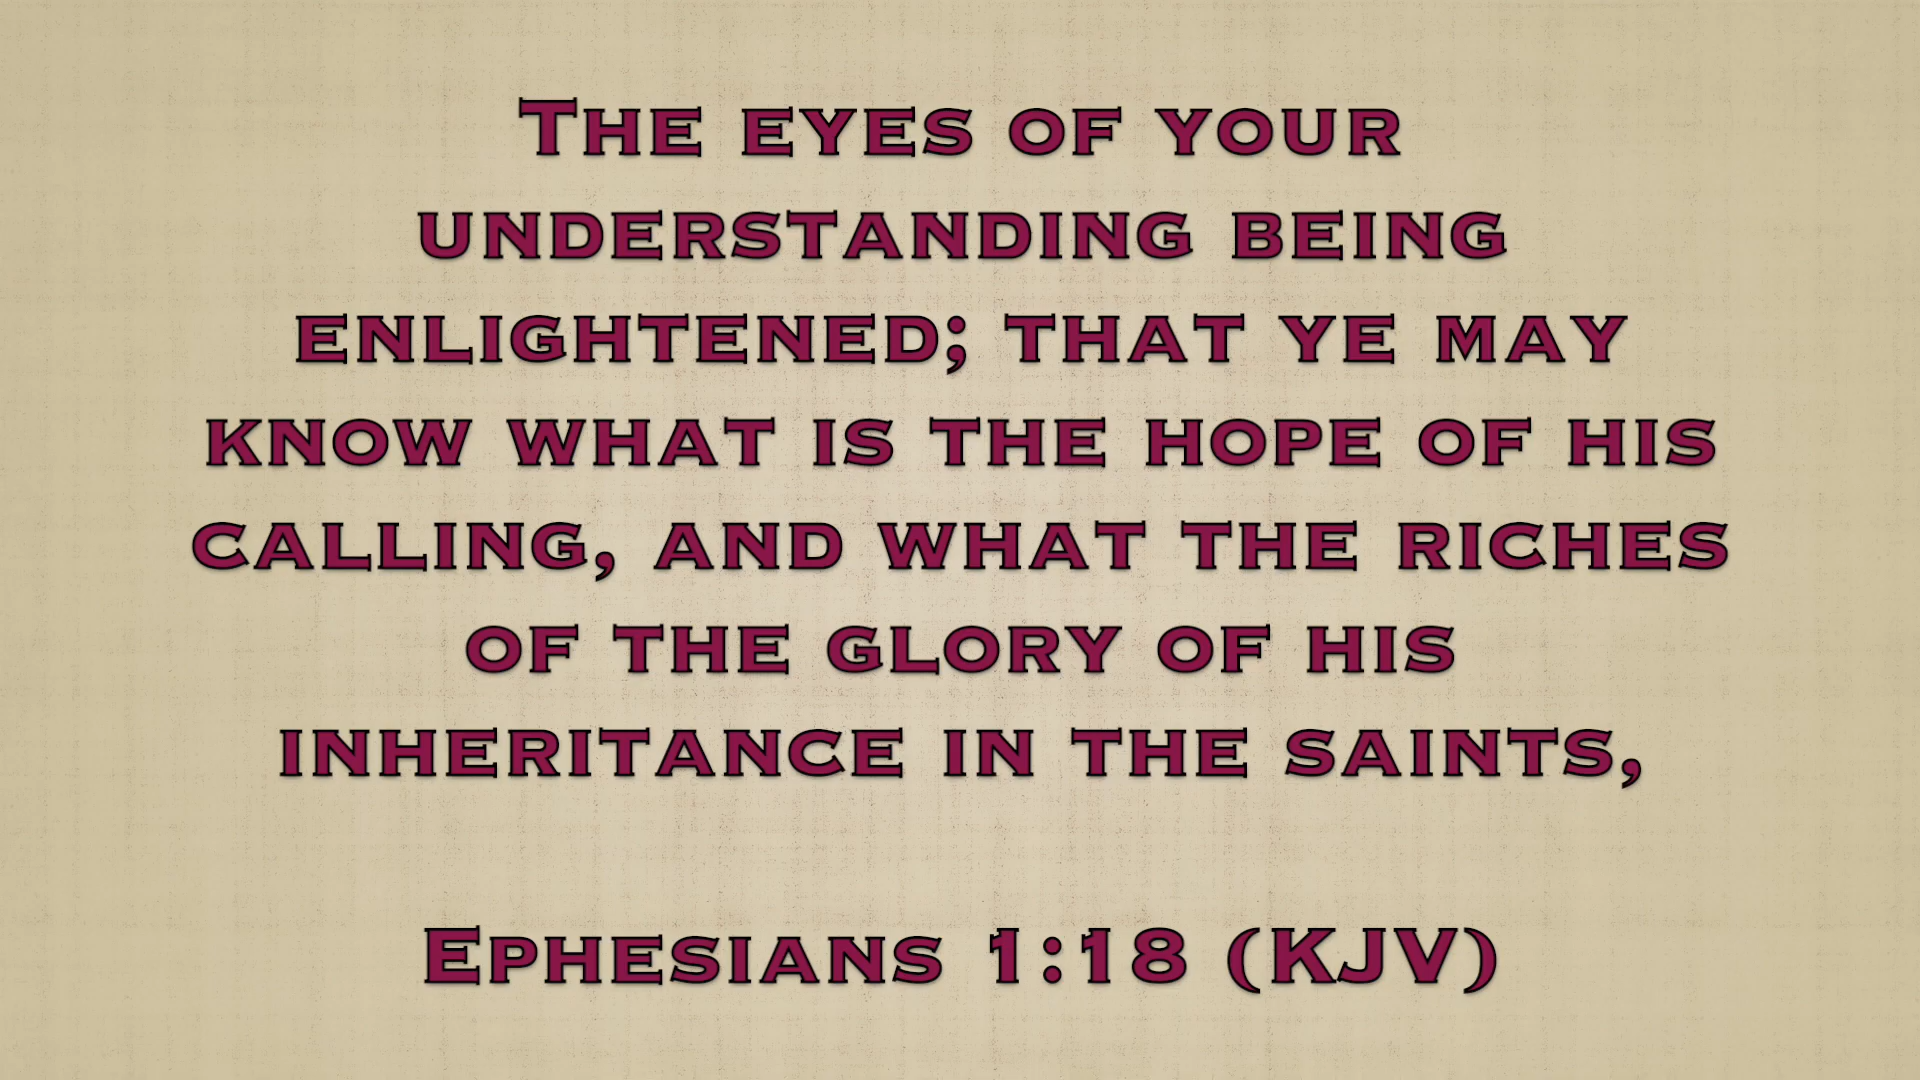 The eyes of your
understanding being
enlightened; that ye may
know what is the hope of his
calling, and what the riches
of the glory of his
inheritance in the saints,
Ephesians 1:18 (KJV)